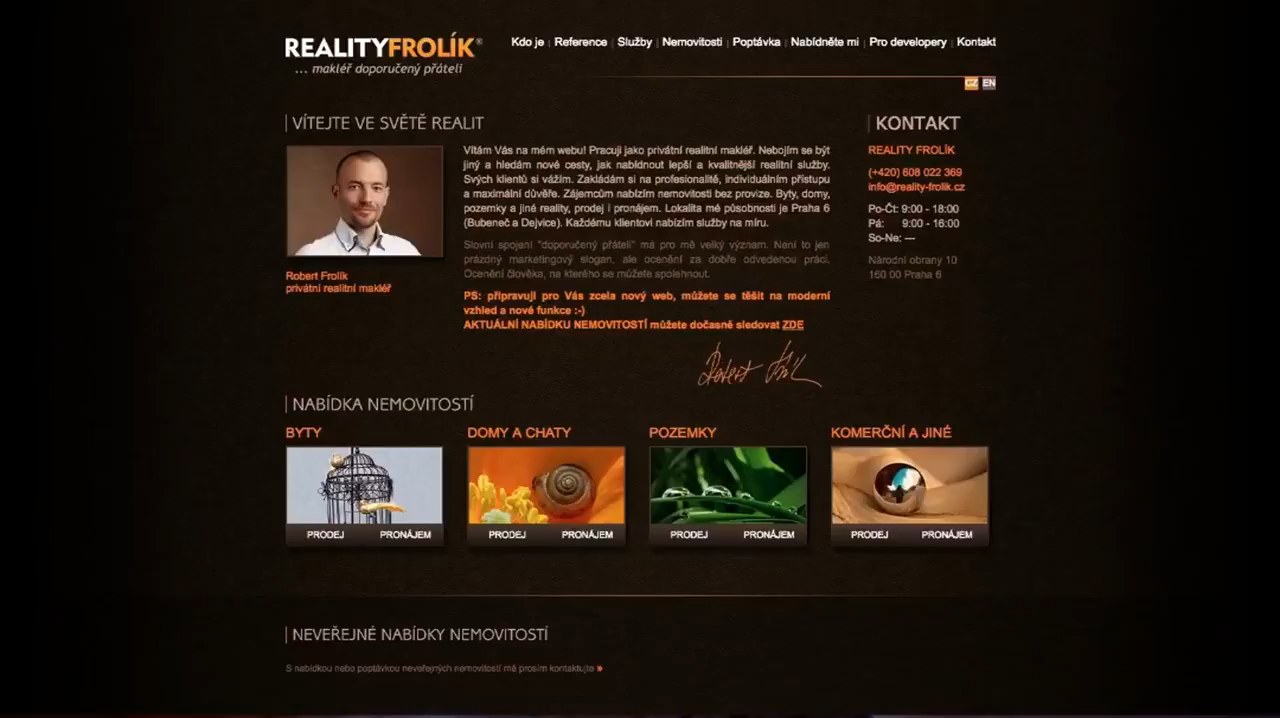 REALITYFROLÍK®
... makléř doporučený přáteli
Kdo je | Reference | Služby | Nemovitosti | Poptávka | Nabídněte mi | Pro developery | Kontakt
CZ EN
VÍTEJTE VE SVĚTĚ REALIT
Vítám Vás na mém webu! Pracuji jako privátní realitní makléř. Nebojím se být
jiný a hledám nové cesty, jak nabídnout lepší a kvalitnější realitní služby.
Svých klientů si vážím. Zakládám si na profesionalitě, individuálním přístupu
a maximální důvěře. Zájemcům nabízím nemovitosti bez provize. Byty, domy,
pozemky a jiné reality, prodej i pronájem. Lokalita mé působnosti je Praha 6
(Bubeneč a Dejvice). Každému klientovi nabízím služby na míru.
Slovní spojení "doporučený přáteli" má pro mě velký význam. Není to jen
prázdný marketingový slogan, ale ocenění za dobře odvedenou práci.
Ocenění člověka, na kterého se můžete spolehnout.
PS: připravuji pro Vás zcela nový web, můžete se těšit na moderní
vzhled a nové funkce :-)
AKTUÁLNÍ NABÍDKU NEMOVITOSTÍ můžete dočasně sledovat ZDE
Robert Frolík
privátní realitní makléř
KONTAKT
REALITY FROLÍK
(+420) 608 022 369
info@reality-frolik.cz
Po-Čt: 9:00 - 18:00
Pá: 9:00 - 16:00
So-Ne: —
Národní obrany 10
160 00 Praha 6
NABÍDKA NEMOVITOSTÍ
BYTY
PRODEJ PRONÁJEM
DOMY A CHATY
PRODEJ PRONÁJEM
POZEMKY
PRODEJ PRONÁJEM
KOMERČNÍ A JINÉ
PRODEJ PRONÁJEM
NEVEŘEJNÉ NABÍDKY NEMOVITOSTÍ
S nabídkou nebo poptávkou neveřejných nemovitostí mě prosím kontaktujte »